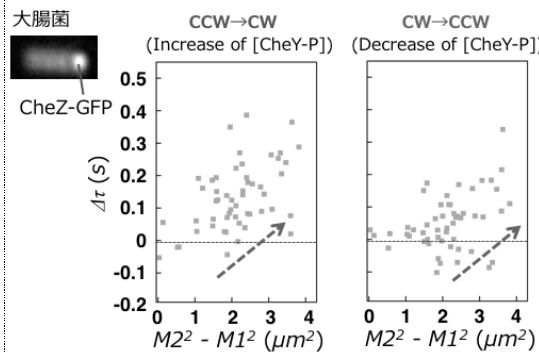 大腸菌
CheZ-GFP
CCW→CW
(Increase of [CheY-P])
CW→CCW
(Decrease of [CheY-P])
Δτ (s)
0.5
0.4
0.3
0.2
0.1
0
-0.1
-0.2
0 1 2 3 4
0 1 2 3 4
M2² - M1² (μm²)
M2² - M1² (μm²)